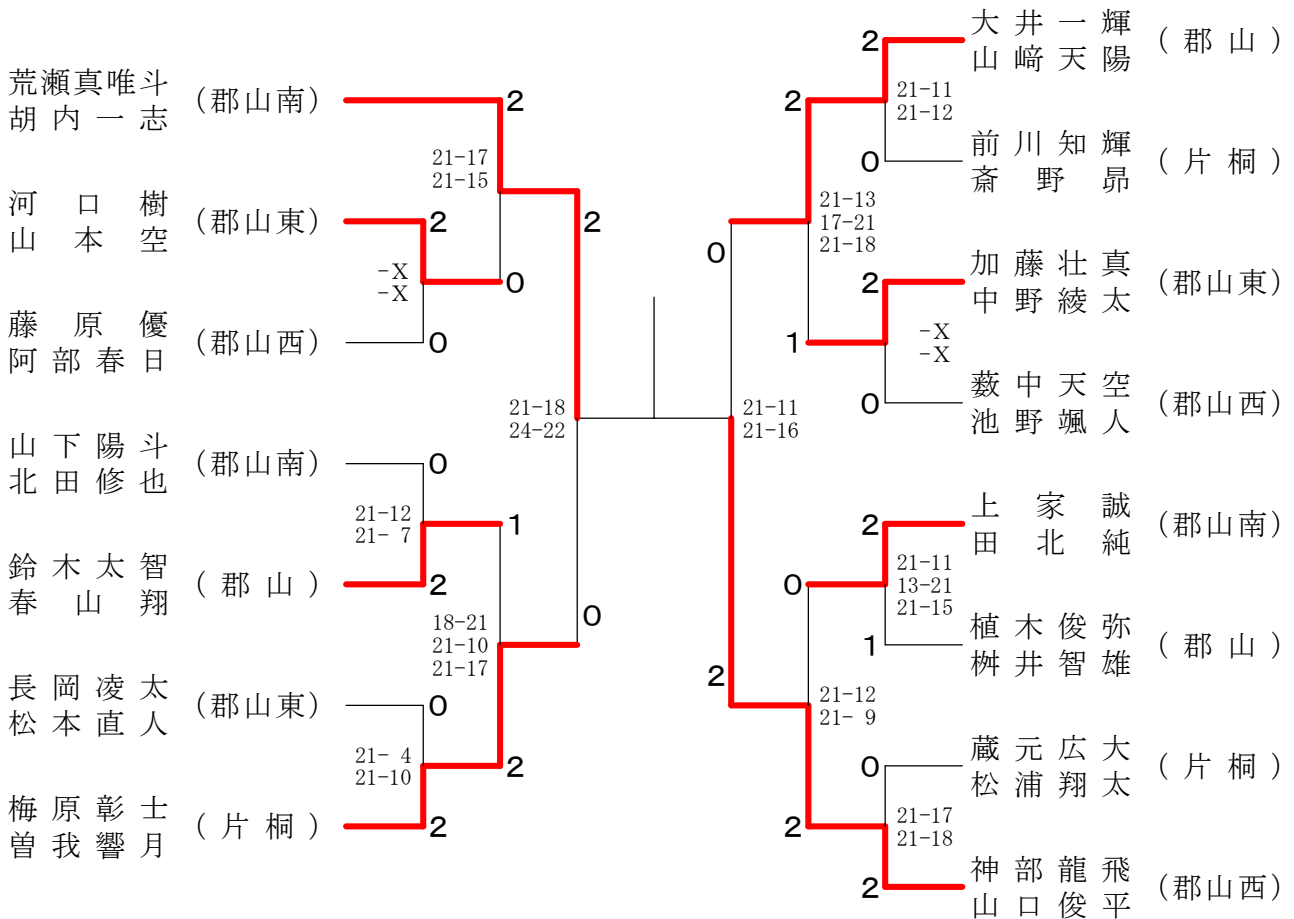 荒瀬真唯斗
胡内一志
(郡山南)
2
21-17
21-15
河口樹
山本空
(郡山東)
2
-X
-X
0
藤原優
阿部春日
(郡山西)
0
2
21-18
24-22
山下陽斗
北田修也
(郡山南)
0
21-12
21- 7
1
鈴木太智
春山翔
(郡山)
2
18-21
21-10
21-17
0
長岡凌太
松本直人
(郡山東)
0
21- 4
21-10
2
梅原彰士
曽我響月
(片桐)
2
大井一輝
山﨑天陽
(郡山)
2
21-11
21-12
2
前川知輝
斎野昴
(片桐)
0
21-13
17-21
21-18
0
加藤壮真
中野綾太
(郡山東)
2
-X
-X
1
薮中天空
池野颯人
(郡山西)
0
21-11
21-16
上家誠
田北純
(郡山南)
2
21-11
13-21
21-15
0
植木俊弥
桝井智雄
(郡山)
1
2
21-12
21- 9
蔵元広大
松浦翔太
(片桐)
0
21-17
21-18
2
神部龍飛
山口俊平
(郡山西)
2